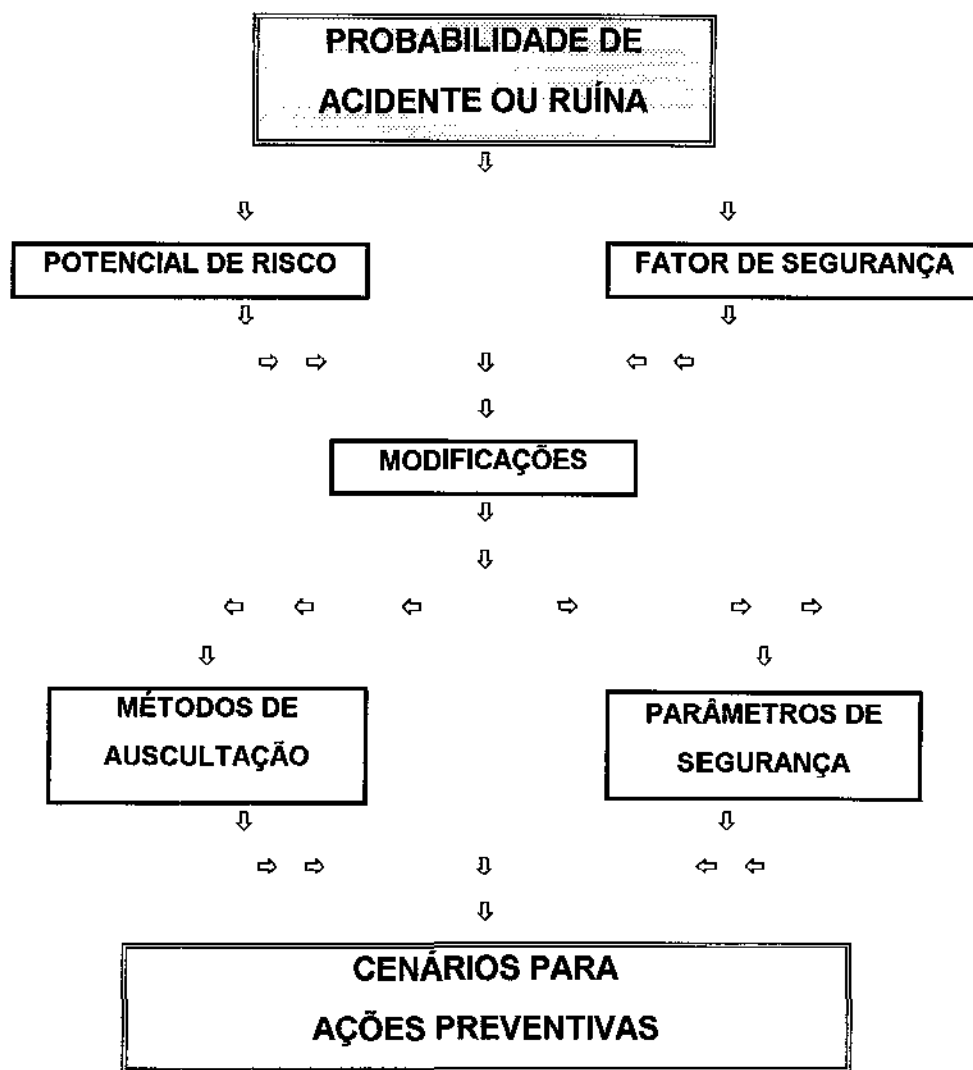 PROBABILIDADE DE
ACIDENTE OU RUÍNA
POTENCIAL DE RISCO
FATOR DE SEGURANÇA
MODIFICAÇÕES
MÉTODOS DE
AUSCULTAÇÃO
PARÂMETROS DE
SEGURANÇA
CENÁRIOS PARA
AÇÕES PREVENTIVAS